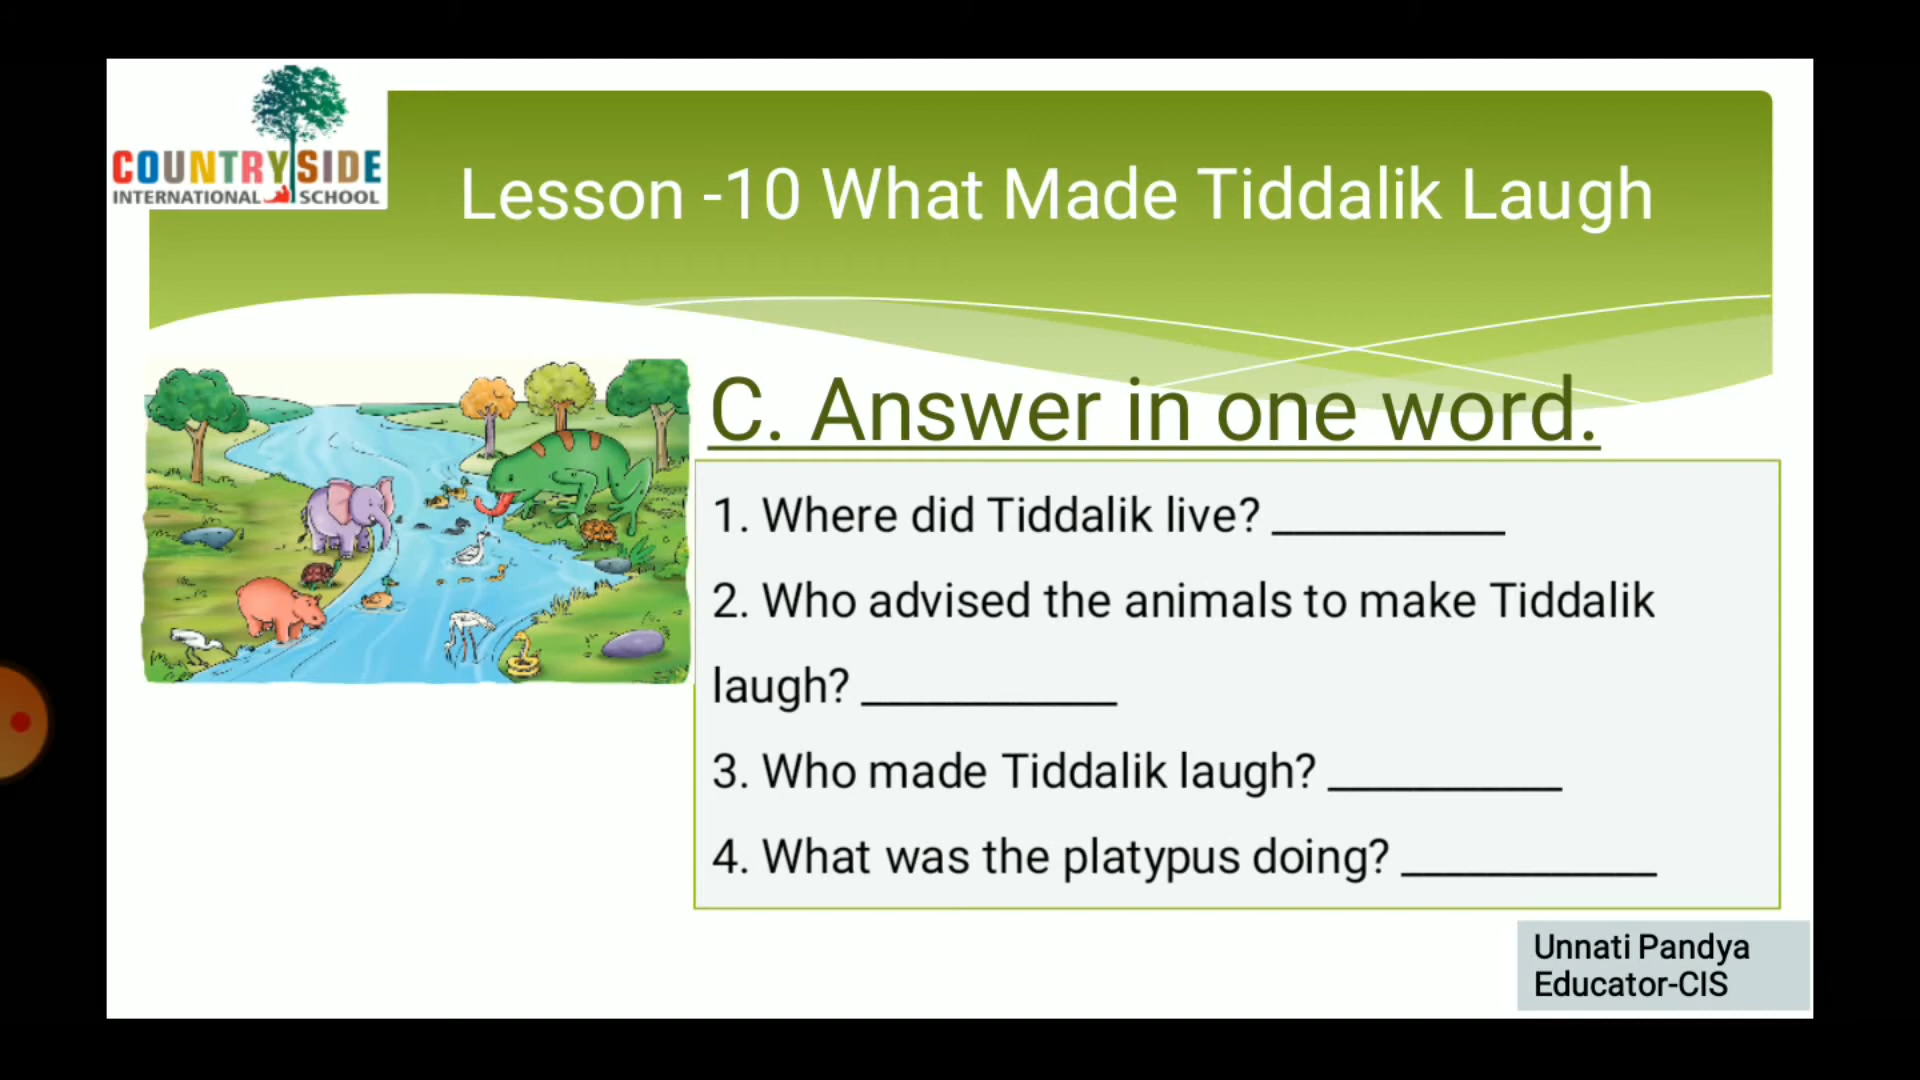 COUNTRYSIDE
INTERNATIONAL SCHOOL
Lesson -10 What Made Tiddalik Laugh
C. Answer in one word.
1. Where did Tiddalik live? __________
2. Who advised the animals to make Tiddalik
laugh? ___________
3. Who made Tiddalik laugh? __________
4. What was the platypus doing? ___________
Unnati Pandya
Educator-CIS